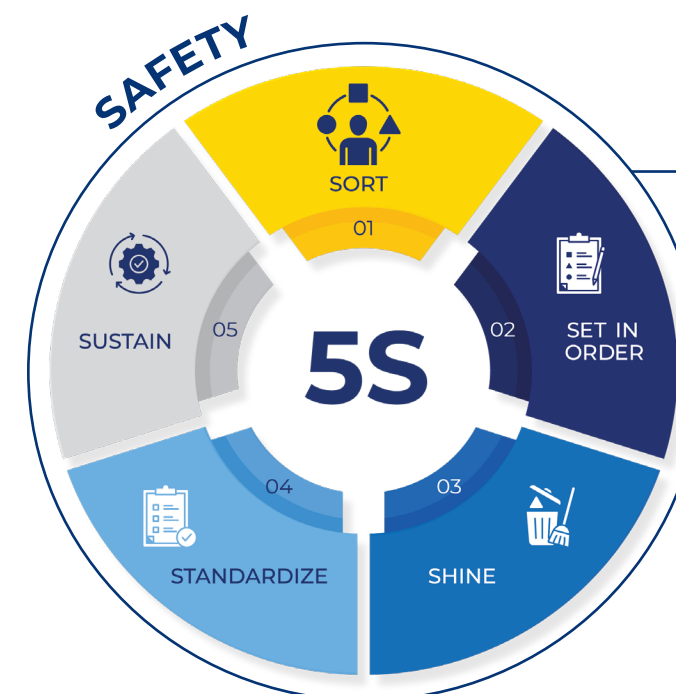 SAFETY
SORT
01
02
SET IN
ORDER
03
SHINE
04
STANDARDIZE
05
SUSTAIN
5S